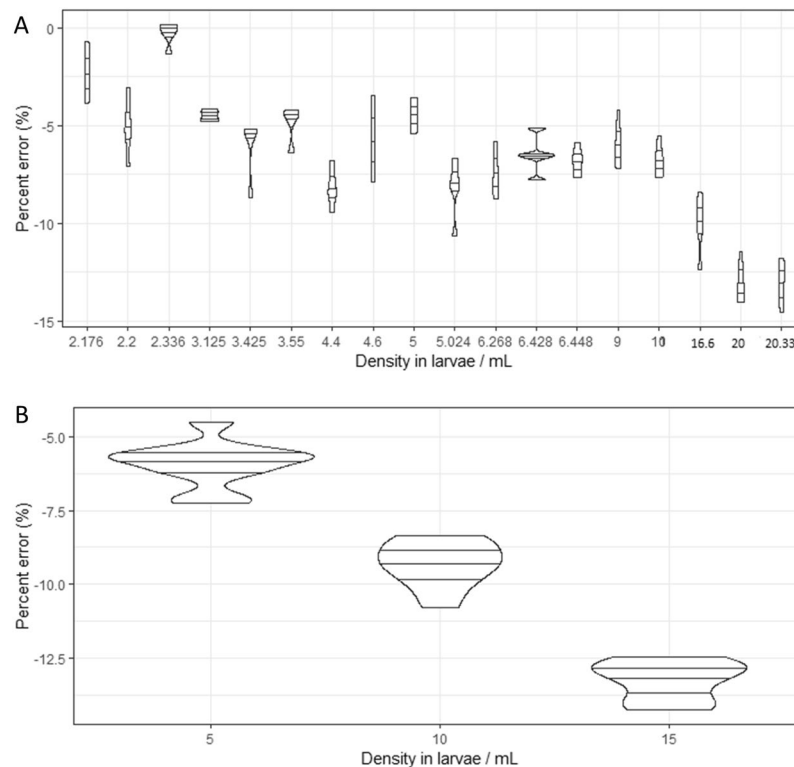 A
0
-5
-10
-15
Percent error (%)
2.176 2.2 2.336 3.125 3.425 3.55 4.4 4.6 5 5.024 6.268 6.428 6.448 9 10 16.6 20 20.33
Density in larvae / mL
B
-5.0
-7.5
-10.0
-12.5
Percent error (%)
5 10 15
Density in larvae / mL